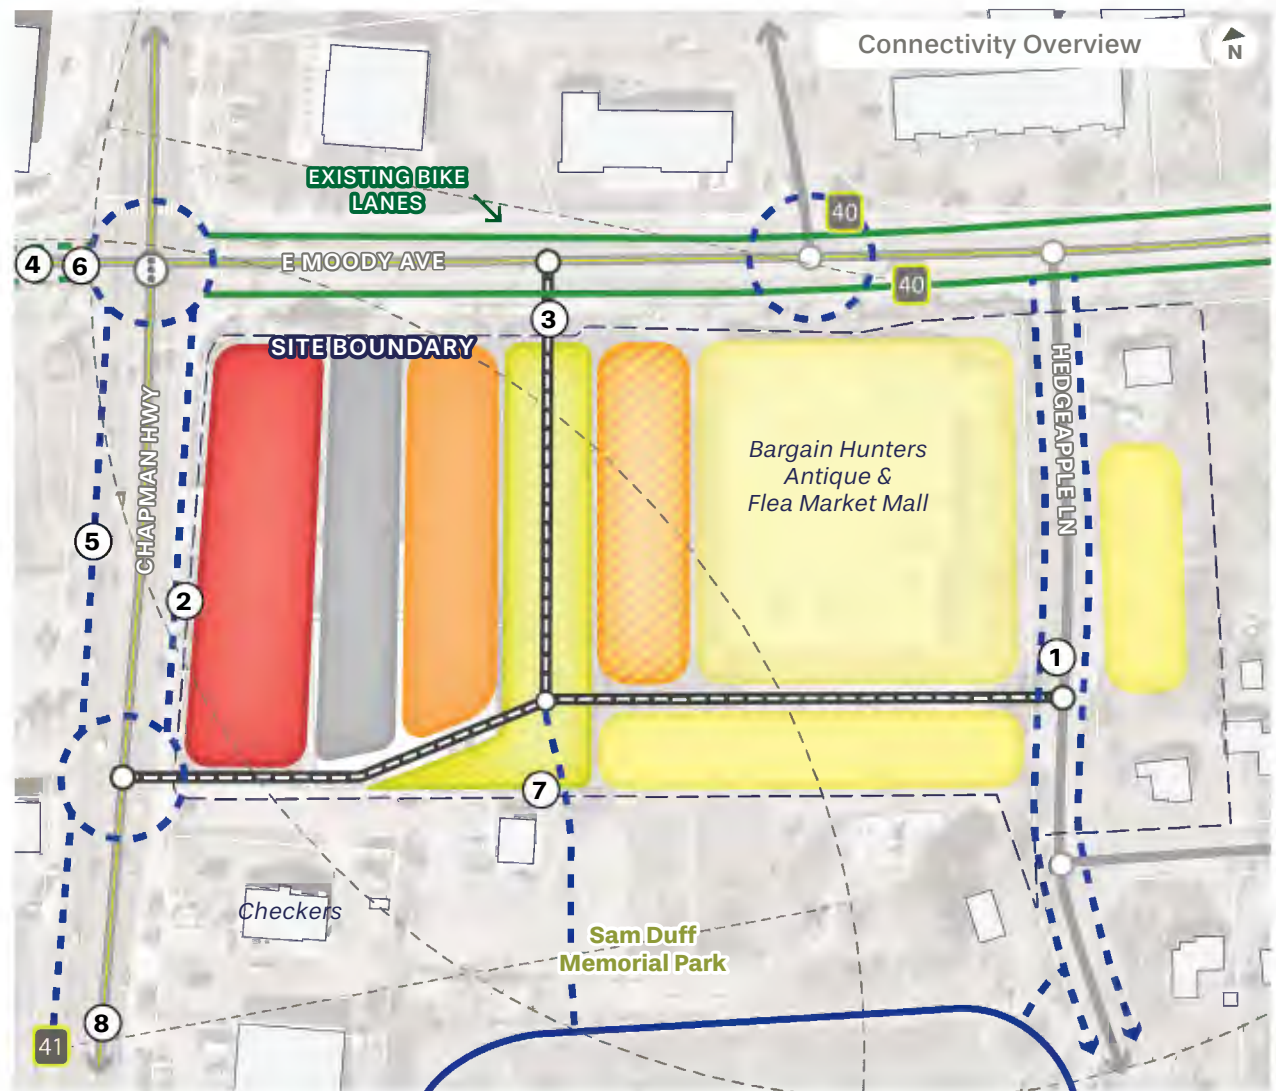 Connectivity Overview
N
EXISTING BIKE
LANES
40
4
6
E MOODY AVE
40
3
SITE BOUNDARY
CHAPMAN HWY
HEDGEAPPLE LN
Bargain Hunters
Antique &
Flea Market Mall
5
2
1
7
Checkers
Sam Duff
Memorial Park
8
41